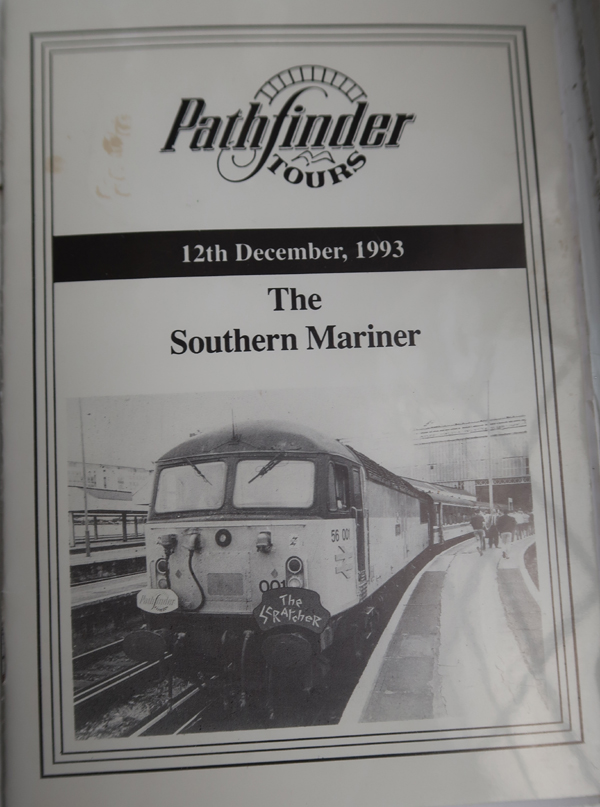 Pathfinder
TOURS
12th December, 1993
The
Southern Mariner
56 001
001
Pathfinder
The
SCRATCHER